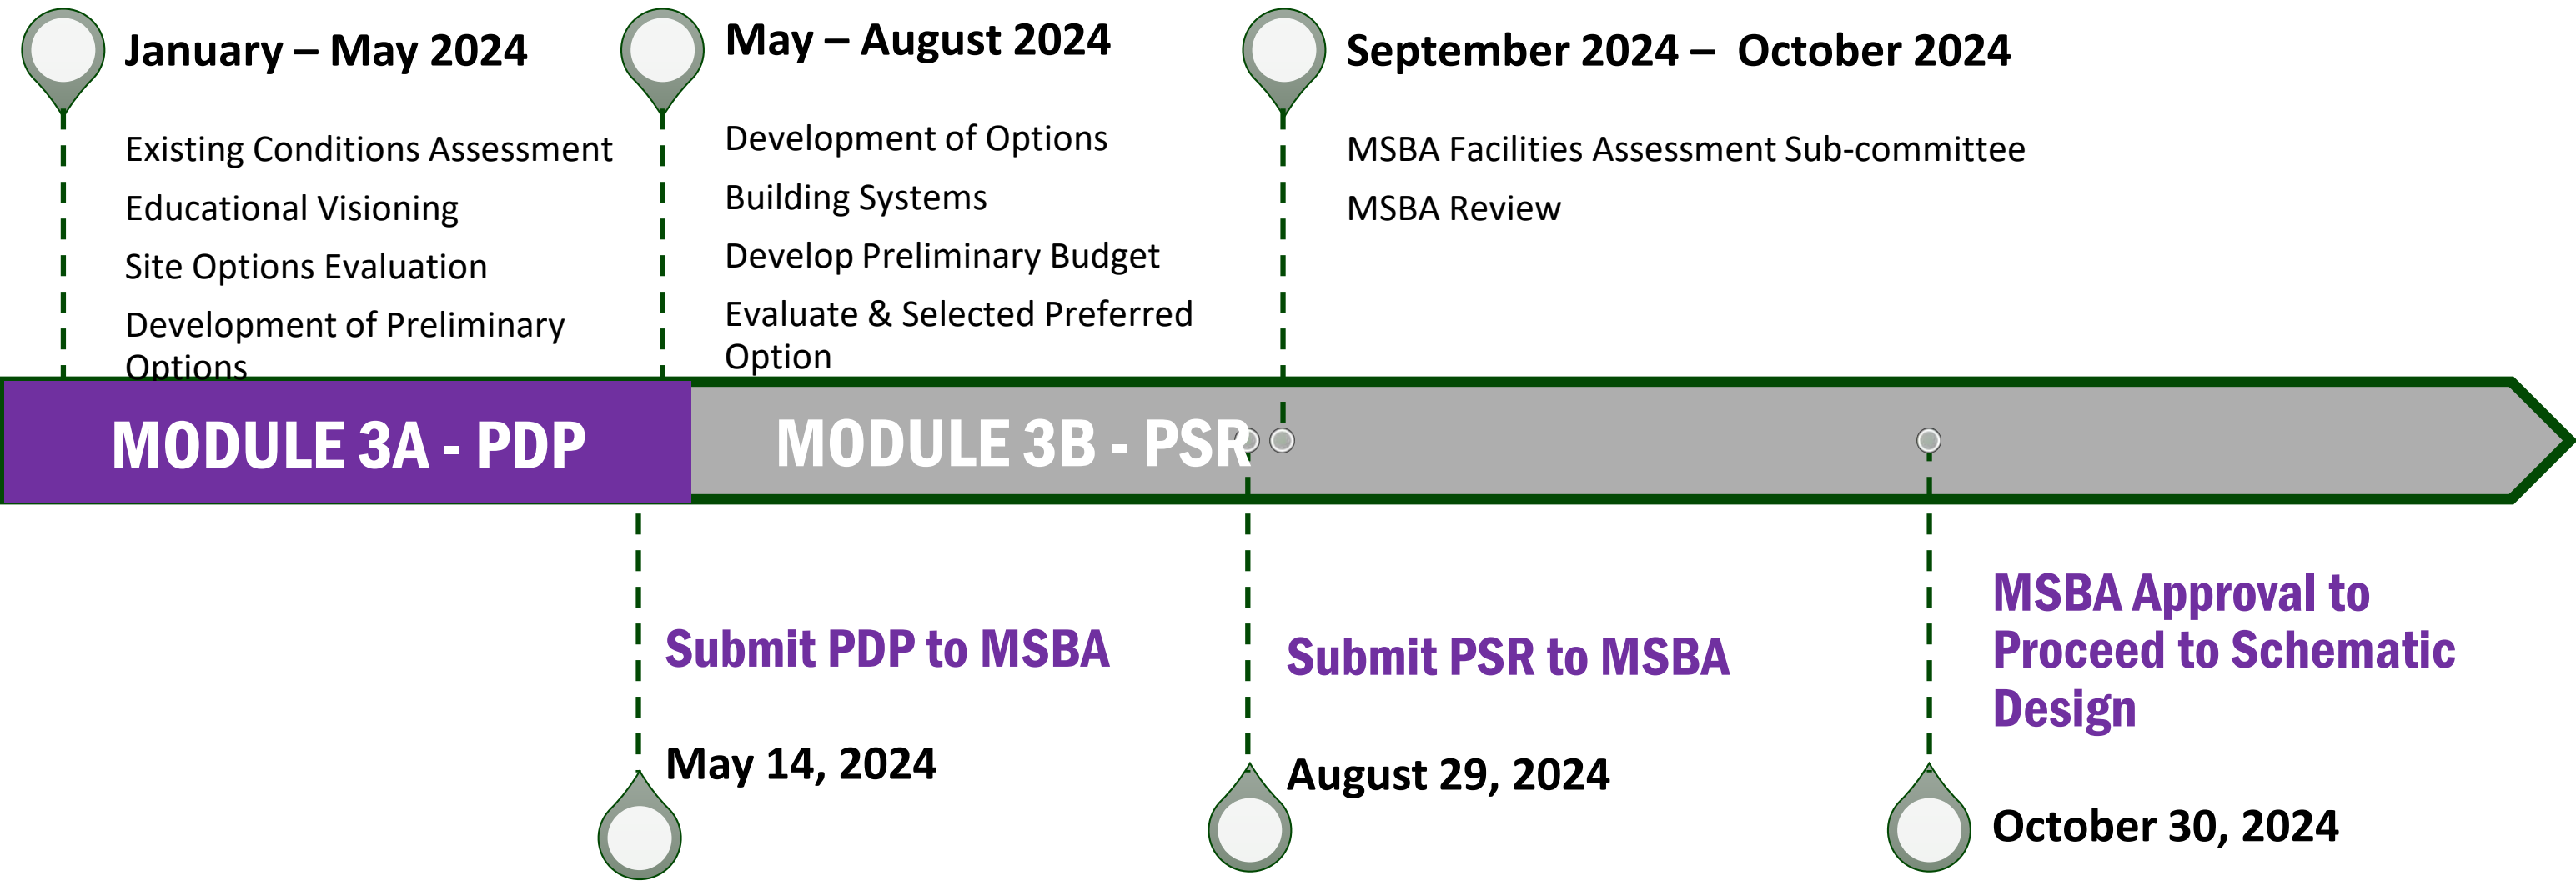 January – May 2024
Existing Conditions Assessment
Educational Visioning
Site Options Evaluation
Development of Preliminary
Options
May – August 2024
Development of Options
Building Systems
Develop Preliminary Budget
Evaluate & Selected Preferred
Option
September 2024 – October 2024
MSBA Facilities Assessment Sub-committee
MSBA Review
MODULE 3A - PDP
MODULE 3B - PSR
Submit PDP to MSBA
May 14, 2024
Submit PSR to MSBA
August 29, 2024
MSBA Approval to
Proceed to Schematic
Design
October 30, 2024